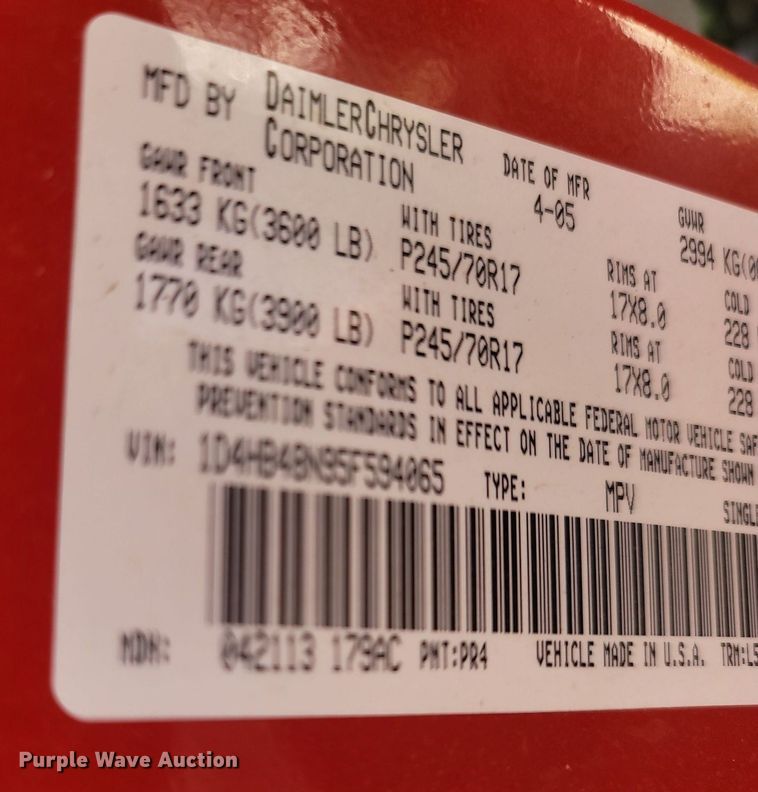 MFD BY DAIMLERCHRYSLER CORPORATION
DATE OF MFR
4-05
GVWR
2994 KG(
GAWR FRONT
1633 KG(3600 LB)
WITH TIRES
P245/70R17
RIMS AT
17X8.0
COLD
228
GAWR REAR
1770 KG(3900 LB)
WITH TIRES
P245/70R17
RIMS AT
17X8.0
COLD
228
THIS VEHICLE CONFORMS TO ALL APPLICABLE FEDERAL MOTOR VEHICLE SAF
PREVENTION STANDARDS IN EFFECT ON THE DATE OF MANUFACTURE SHOWN
VIN: 1D4HB48N95F594065 TYPE: MPV SINGLE
MDH: 042113 179AC PNT:PR4 VEHICLE MADE IN U.S.A. TRM:L5
Purple Wave Auction